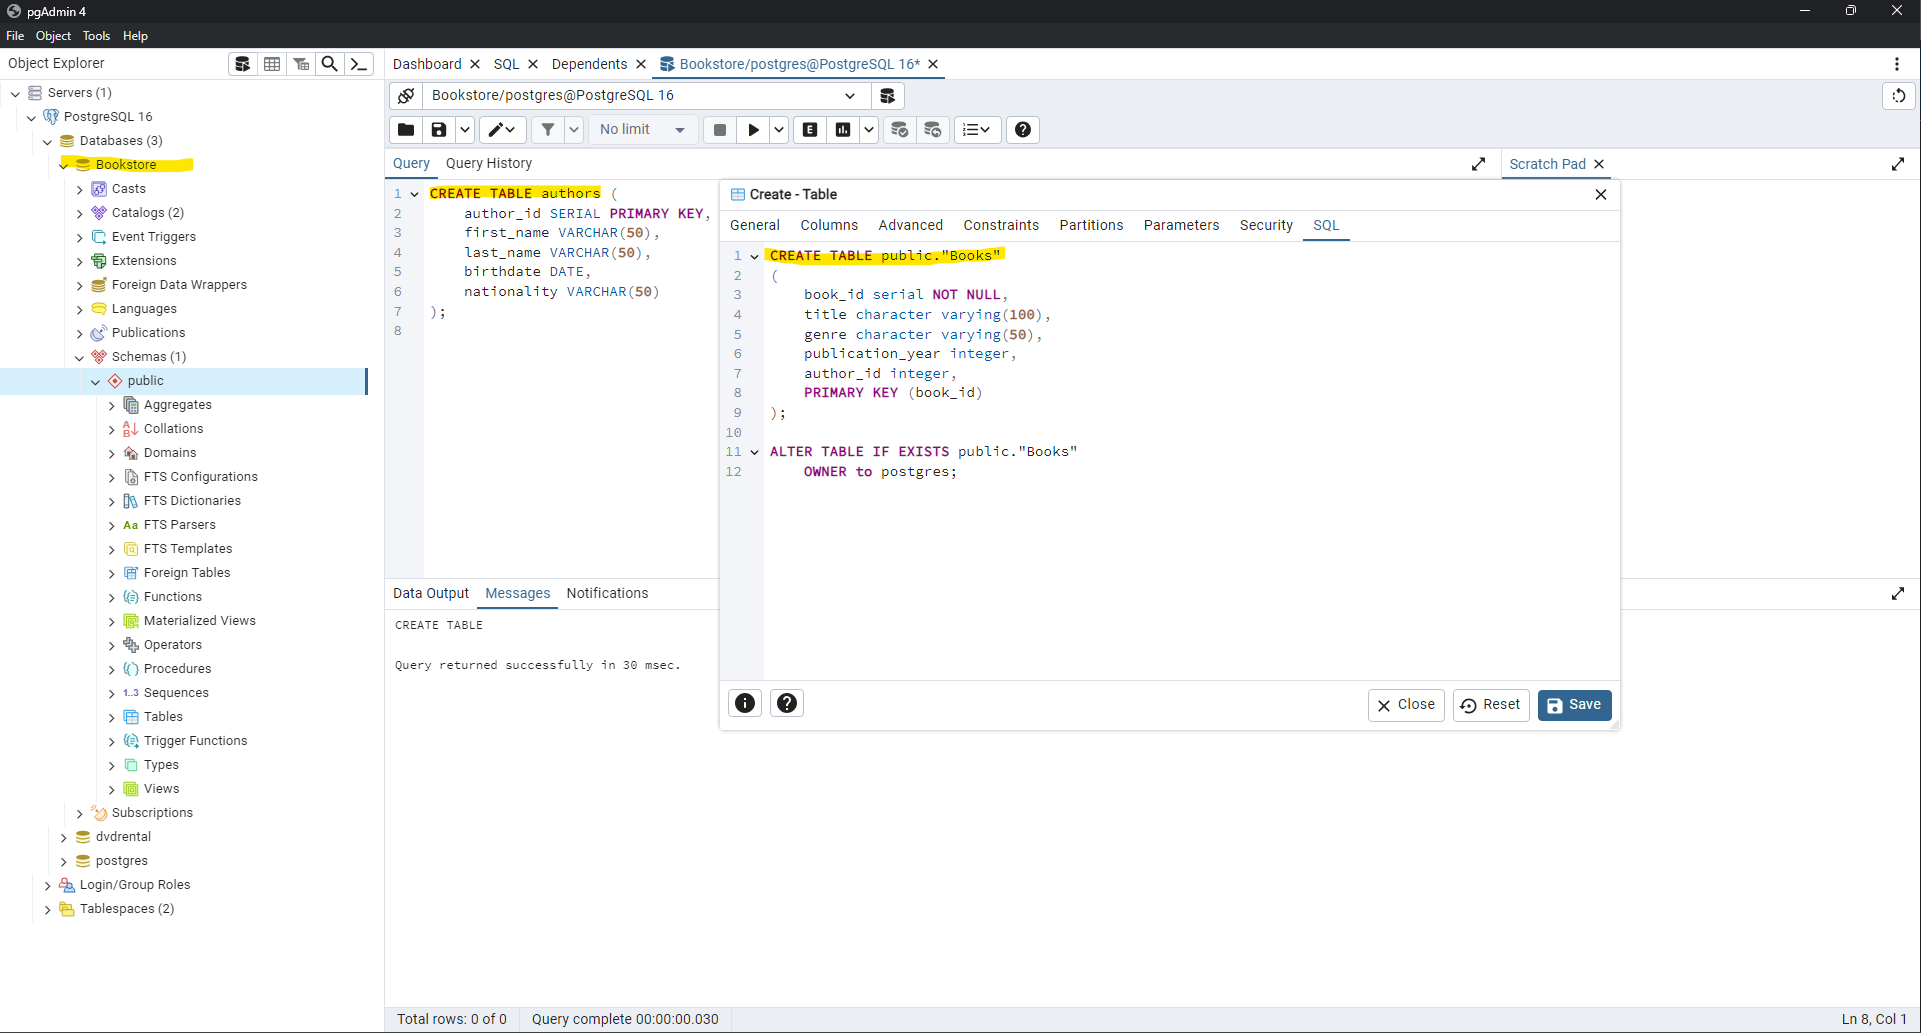 pgAdmin 4
File Object Tools Help
Object Explorer
Servers (1)
PostgreSQL 16
Databases (3)
Bookstore
Casts
Catalogs (2)
Event Triggers
Extensions
Foreign Data Wrappers
Languages
Publications
Schemas (1)
public
Aggregates
Collations
Domains
FTS Configurations
FTS Dictionaries
Aa FTS Parsers
FTS Templates
Foreign Tables
Functions
Materialized Views
Operators
Procedures
1..3 Sequences
Tables
Trigger Functions
Types
Views
Subscriptions
dvdrental
postgres
Login/Group Roles
Tablespaces (2)
Dashboard SQL Dependents Bookstore/postgres@PostgreSQL 16*
Bookstore/postgres@PostgreSQL 16
No limit E
Query Query History
1 CREATE TABLE authors (
2 author_id SERIAL PRIMARY KEY,
3 first_name VARCHAR(50),
4 last_name VARCHAR(50),
5 birthdate DATE,
6 nationality VARCHAR(50)
7 );
8
Scratch Pad
Create - Table
General Columns Advanced Constraints Partitions Parameters Security SQL
1 CREATE TABLE public."Books"
2 (
3 book_id serial NOT NULL,
4 title character varying(100),
5 genre character varying(50),
6 publication_year integer,
7 author_id integer,
8 PRIMARY KEY (book_id)
9 );
10
11 ALTER TABLE IF EXISTS public."Books"
12 OWNER to postgres;
Close Reset Save
Data Output Messages Notifications
CREATE TABLE
Query returned successfully in 30 msec.
Total rows: 0 of 0 Query complete 00:00:00.030 Ln 8, Col 1